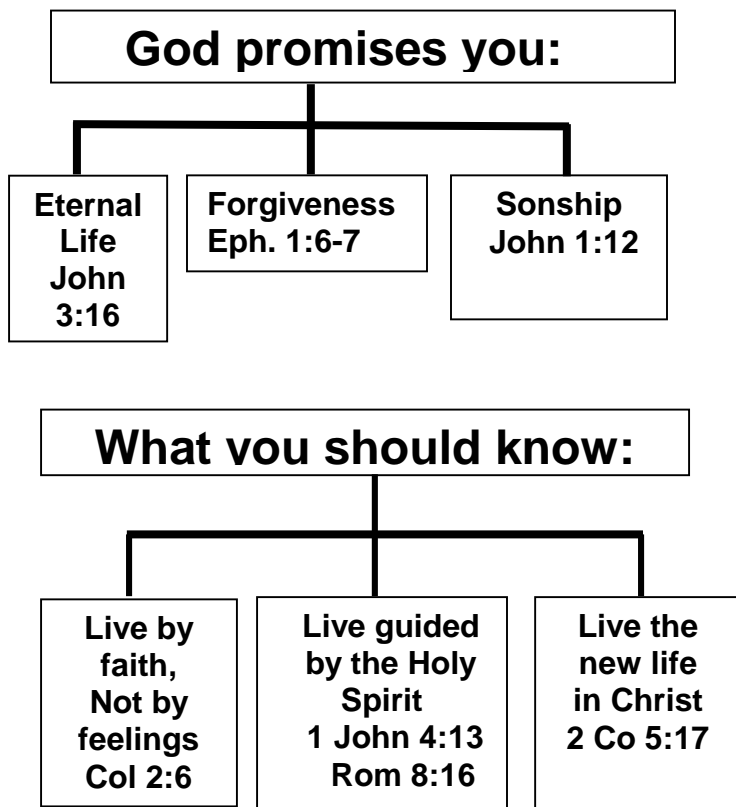 God promises you:
Eternal
Life
John
3:16
Forgiveness
Eph. 1:6-7
Sonship
John 1:12
What you should know:
Live by
faith,
Not by
feelings
Col 2:6
Live guided
by the Holy
Spirit
1 John 4:13
Rom 8:16
Live the
new life
in Christ
2 Co 5:17